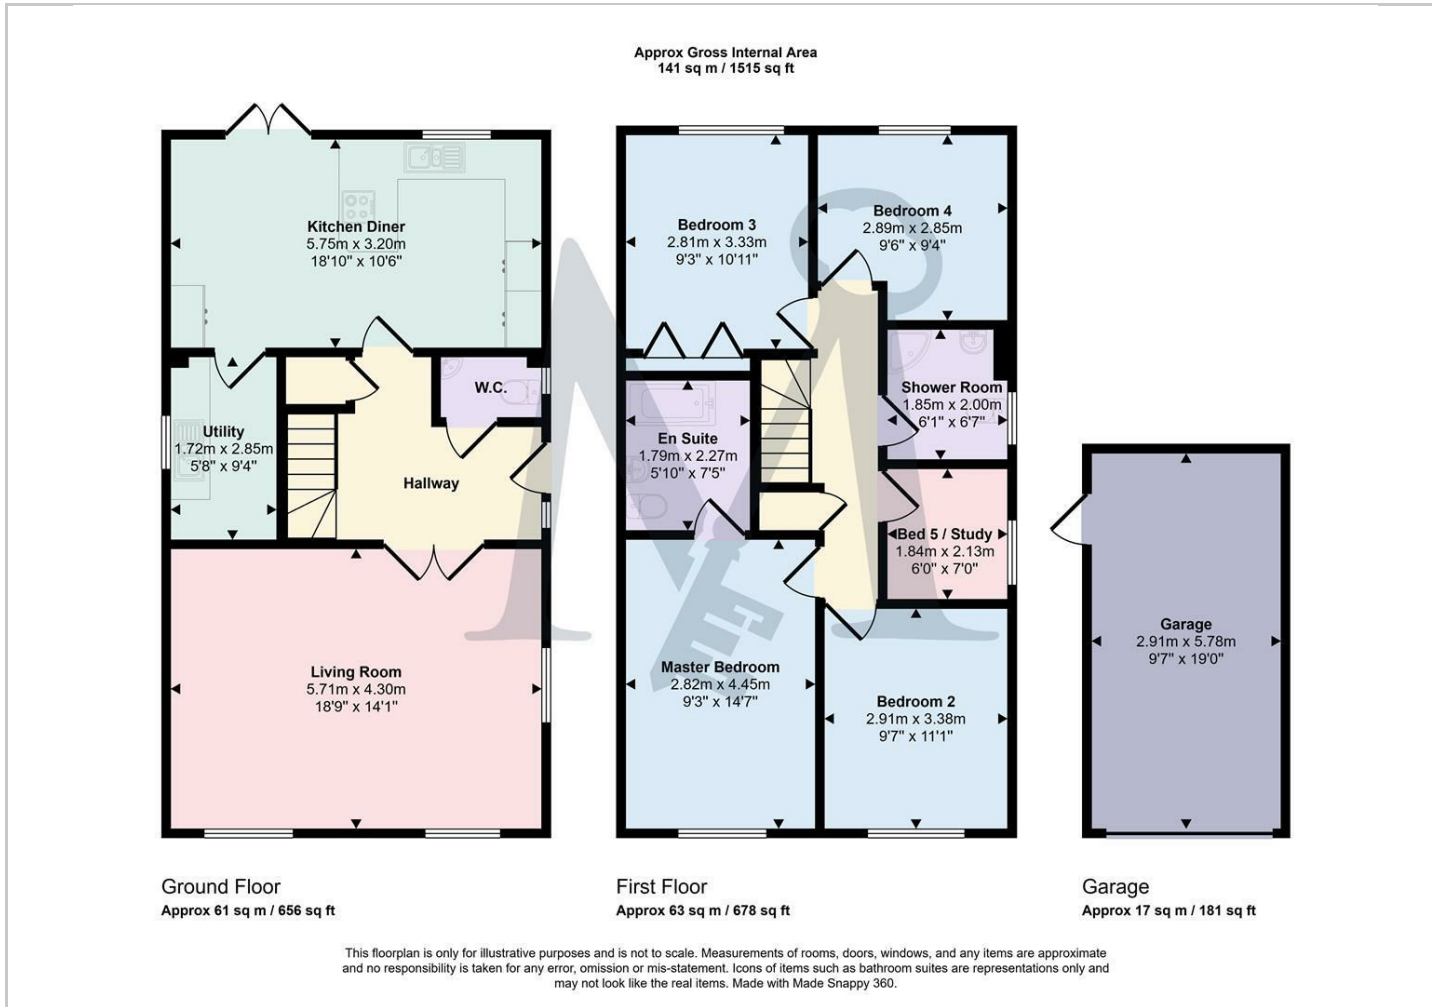 Approx Gross Internal Area
141 sq m / 1515 sq ft
Kitchen Diner
5.75m x 3.20m
18'10" x 10'6"
Utility
1.72m x 2.85m
5'8" x 9'4"
W.C.
Hallway
Living Room
5.71m x 4.30m
18'9" x 14'1"
Ground Floor
Approx 61 sq m / 656 sq ft
Bedroom 3
2.81m x 3.33m
9'3" x 10'11"
Bedroom 4
2.89m x 2.85m
9'6" x 9'4"
Shower Room
1.85m x 2.00m
6'1" x 6'7"
En Suite
1.79m x 2.27m
5'10" x 7'5"
Bed 5 / Study
1.84m x 2.13m
6'0" x 7'0"
Master Bedroom
2.82m x 4.45m
9'3" x 14'7"
Bedroom 2
2.91m x 3.38m
9'7" x 11'1"
First Floor
Approx 63 sq m / 678 sq ft
Garage
2.91m x 5.78m
9'7" x 19'0"
Garage
Approx 17 sq m / 181 sq ft
This floorplan is only for illustrative purposes and is not to scale. Measurements of rooms, doors, windows, and any items are approximate
and no responsibility is taken for any error, omission or mis-statement. Icons of items such as bathroom suites are representations only and
may not look like the real items. Made with Made Snappy 360.